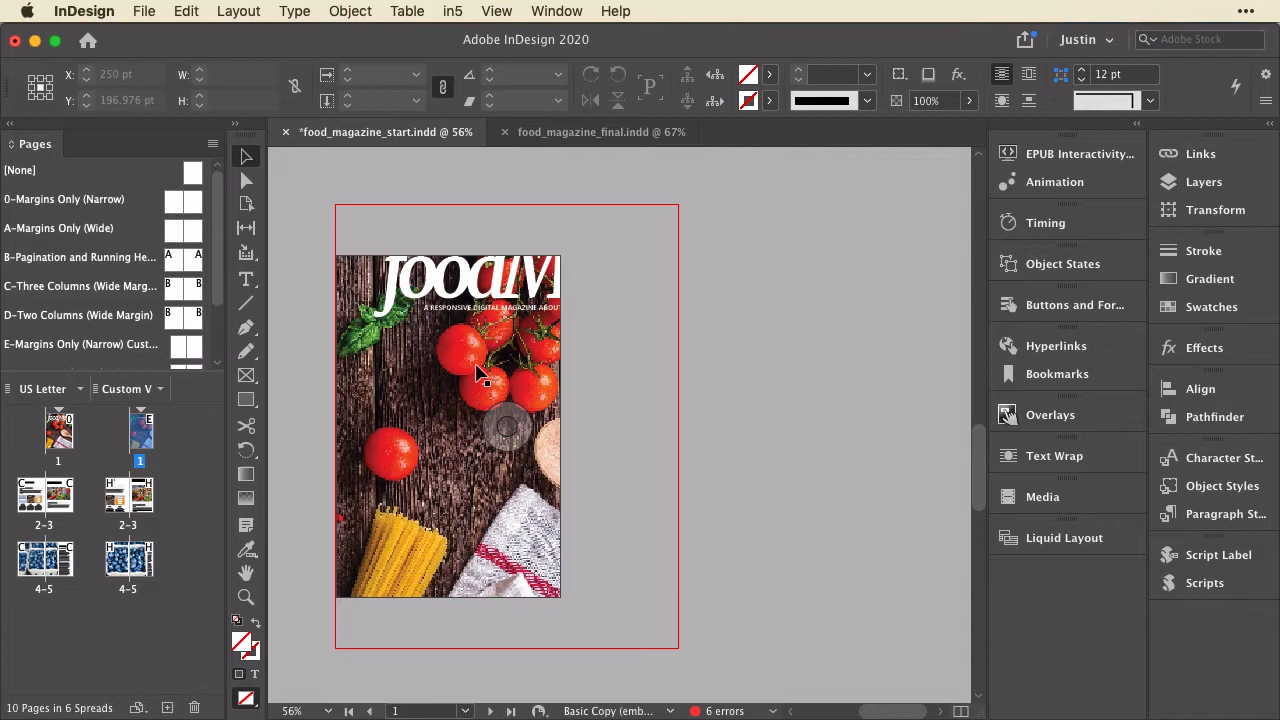 InDesign File Edit Layout Type Object Table in5 View Window Help
Adobe InDesign 2020
Justin
Adobe Stock
X: 250 pt W:
Y: 196.976 pt H:
12 pt
100%
Pages
*food_magazine_start.indd @ 56%
food_magazine_final.indd @ 67%
[None]
0-Margins Only (Narrow)
A-Margins Only (Wide)
B-Pagination and Running He... A A
C-Three Columns (Wide Marg... B B
D-Two Columns (Wide Margin) B B
E-Margins Only (Narrow) Cust...
US Letter Custom V
0 E
1 1
C C H H
2-3 2-3
C C H H
4-5 4-5
10 Pages in 6 Spreads
foodM
A RESPONSIVE DIGITAL MAGAZINE ABOU
EPUB Interactivity...
Animation
Timing
Object States
Buttons and For...
Hyperlinks
Bookmarks
Overlays
Text Wrap
Media
Liquid Layout
Links
Layers
Transform
Stroke
Gradient
Swatches
Effects
Align
Pathfinder
Character St...
Object Styles
Paragraph St...
Script Label
Scripts
56% 1 Basic Copy (emb... 6 errors